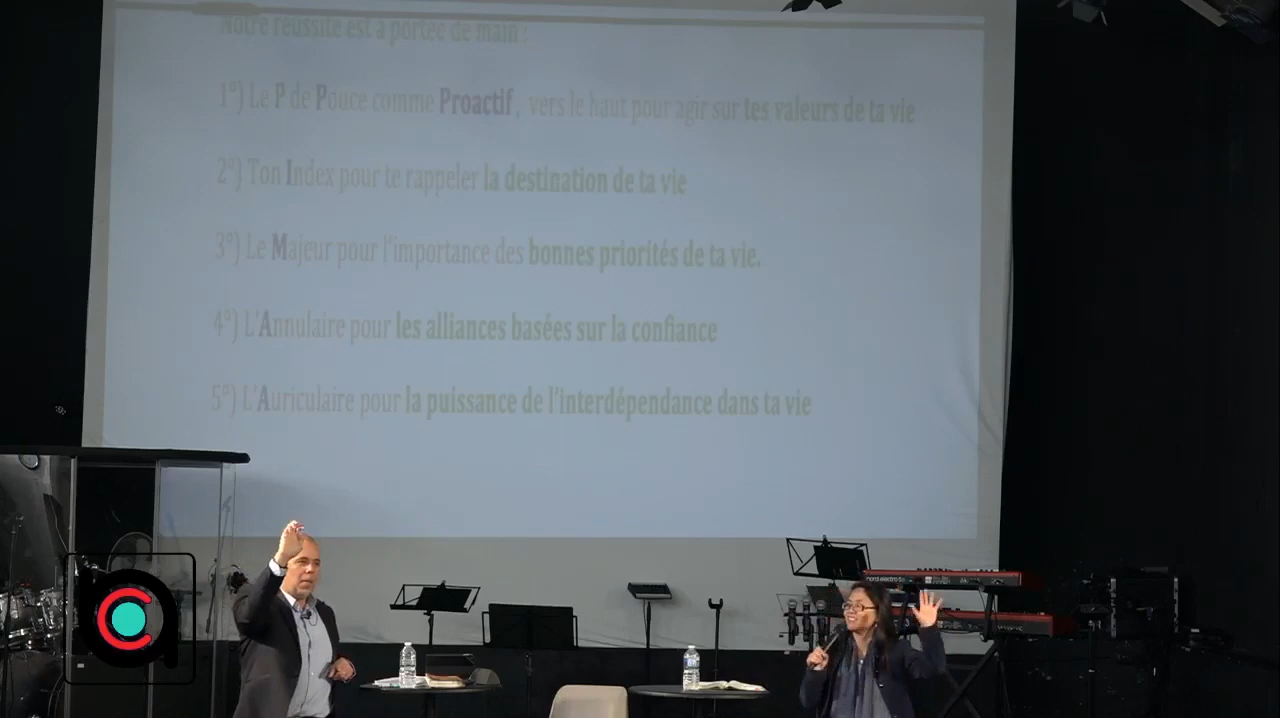 Notre réussite est à portée de main :
1°) Le P de Pouce comme Proactif , vers le haut pour agir sur tes valeurs de ta vie
2°) Ton Index pour te rappeler la destination de ta vie
3°) Le Majeur pour l'importance des bonnes priorités de ta vie.
4°) L'Annulaire pour les alliances basées sur la confiance
5°) L'Auriculaire pour la puissance de l'interdépendance dans ta vie
nord electro